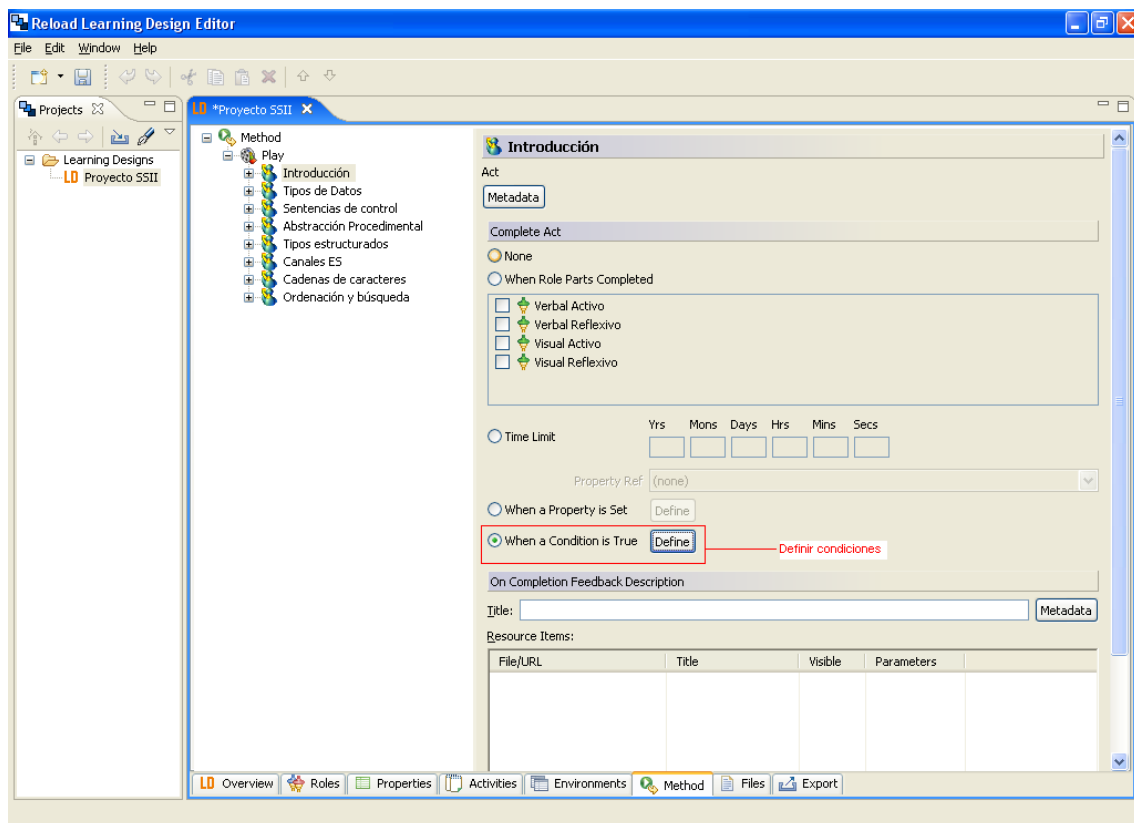 Reload Learning Design Editor
File Edit Window Help
Projects
*Proyecto SSII
Learning Designs
Proyecto SSII
Method
Play
Introducción
Tipos de Datos
Sentencias de control
Abstracción Procedimental
Tipos estructurados
Canales ES
Cadenas de caracteres
Ordenación y búsqueda
Introducción
Act
Metadata
Complete Act
None
When Role Parts Completed
Verbal Activo
Verbal Reflexivo
Visual Activo
Visual Reflexivo
Yrs Mons Days Hrs Mins Secs
Time Limit
Property Ref (none)
When a Property is Set Define
When a Condition is True Define
Definir condiciones
On Completion Feedback Description
Title: Metadata
Resource Items:
File/URL Title Visible Parameters
LD Overview Roles Properties Activities Environments Method Files Export